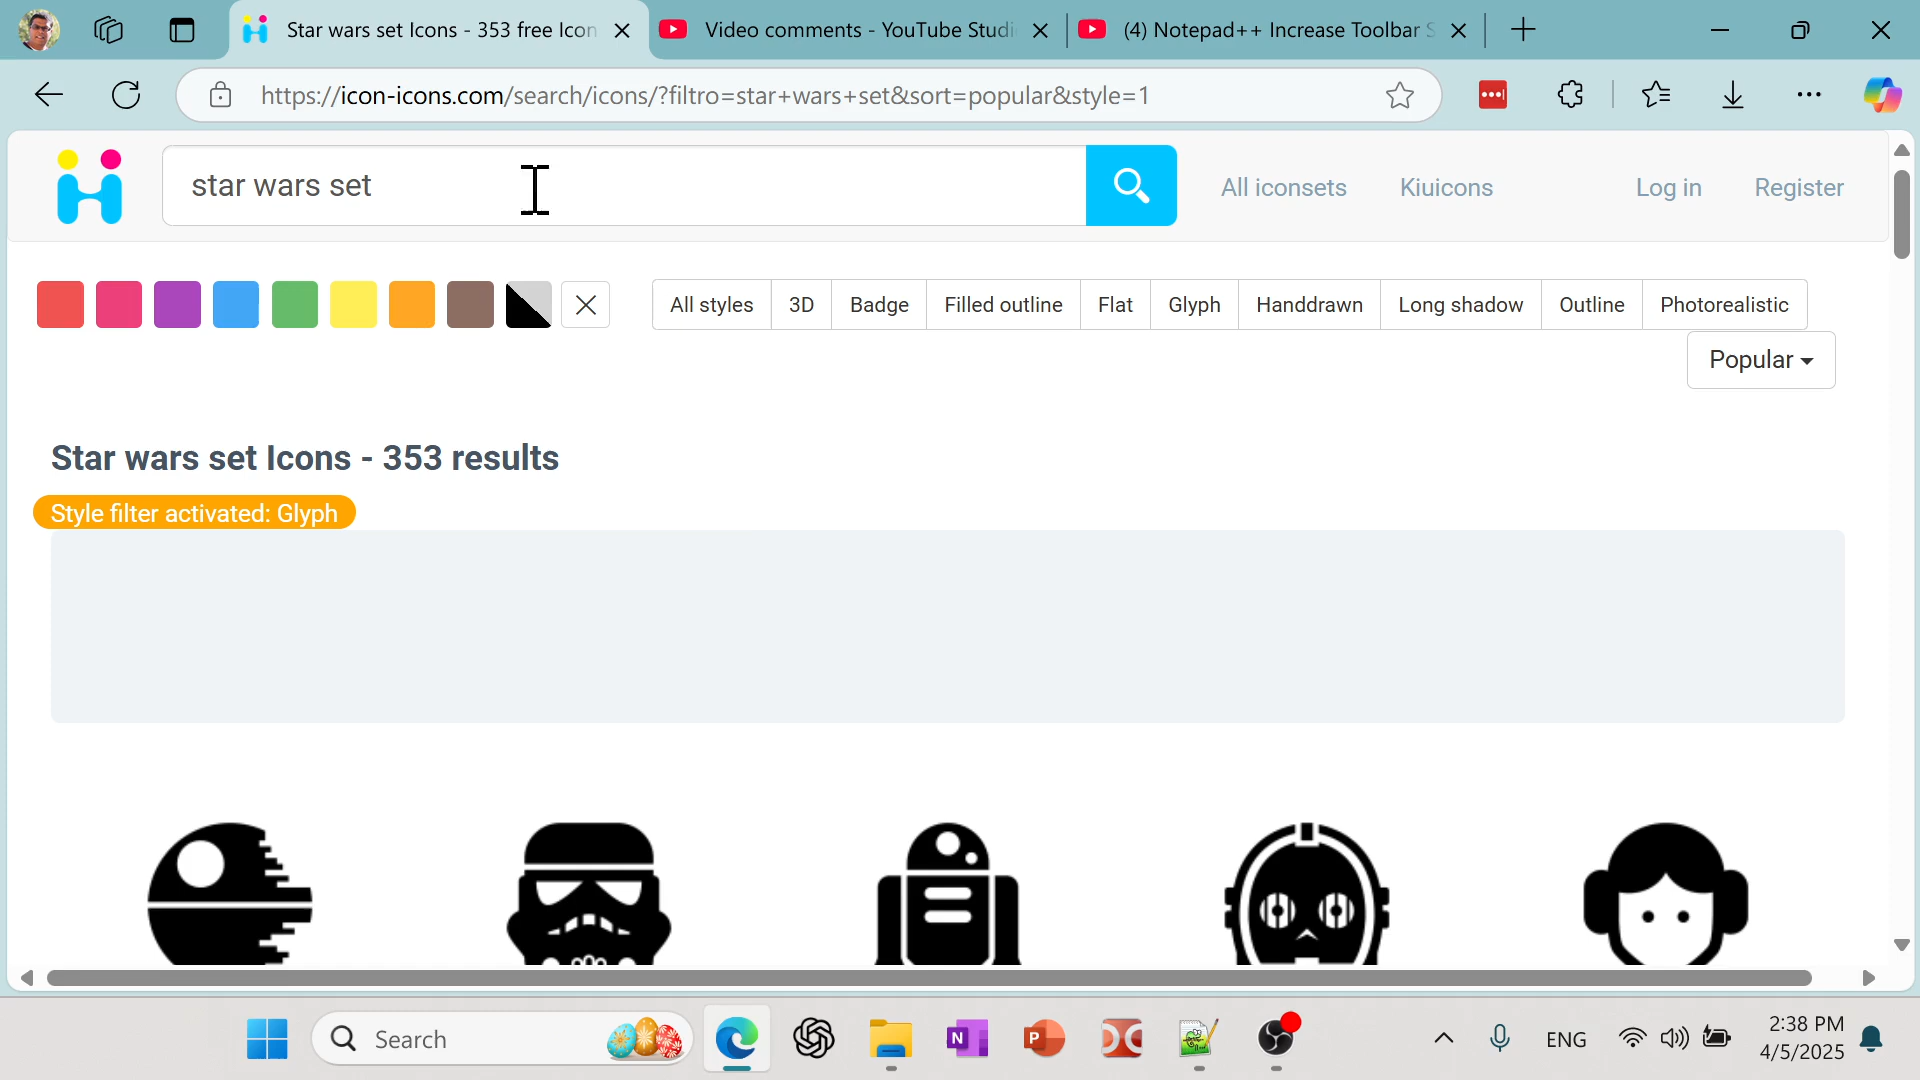 Star wars set Icons - 353 free Icon
Video comments - YouTube Studi
(4) Notepad++ Increase Toolbar S
https://icon-icons.com/search/icons/?filtro=star+wars+set&sort=popular&style=1
star wars set
All iconsets
Kiuicons
Log in
Register
All styles
3D
Badge
Filled outline
Flat
Glyph
Handdrawn
Long shadow
Outline
Photorealistic
Popular
Star wars set Icons - 353 results
Style filter activated: Glyph
Search
ENG
2:38 PM
4/5/2025